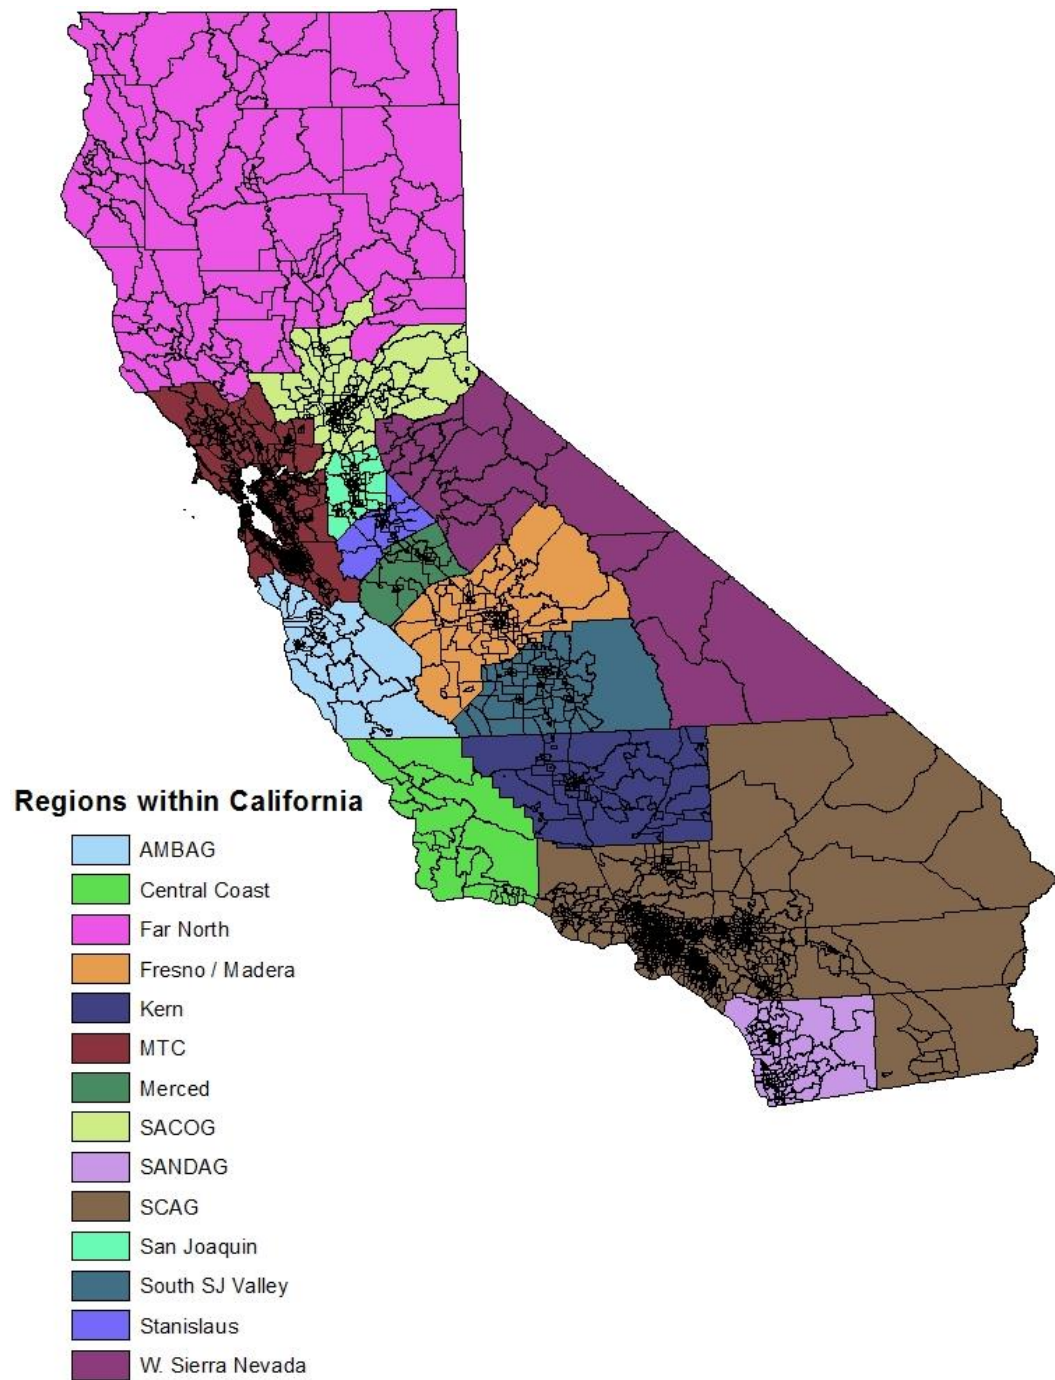 Regions within California
AMBAG
Central Coast
Far North
Fresno / Madera
Kern
MTC
Merced
SACOG
SANDAG
SCAG
San Joaquin
South SJ Valley
Stanislaus
W. Sierra Nevada